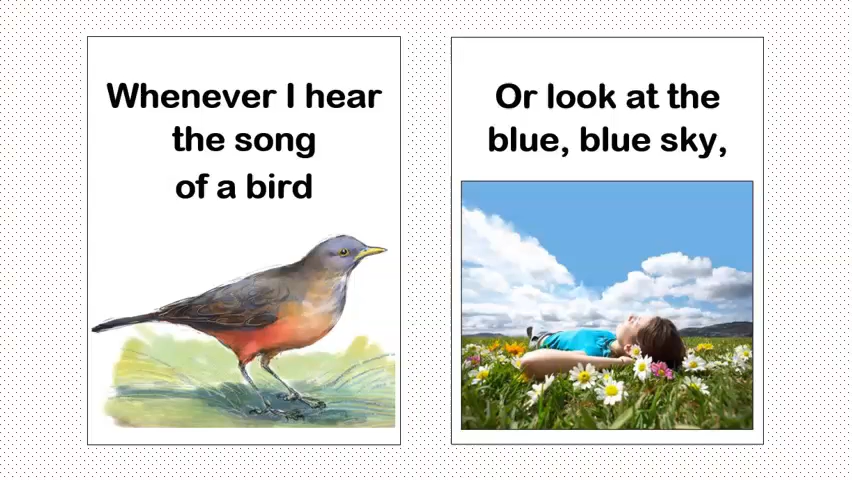 Whenever I hear
the song
of a bird
Or look at the
blue, blue sky,